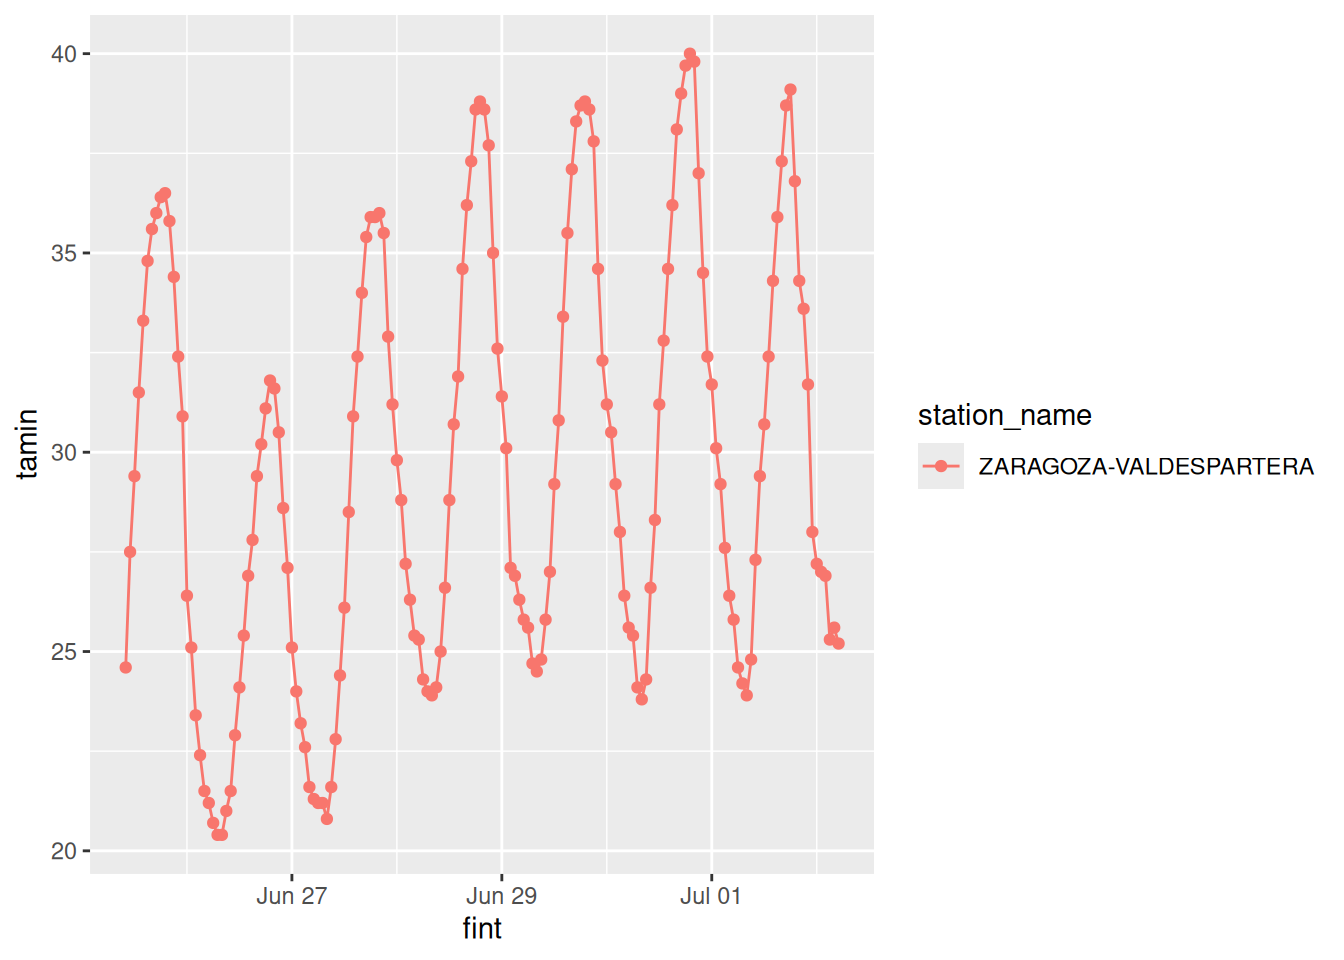 40
35
30
25
20
tamin
Jun 27
Jun 29
Jul 01
fint
station_name
ZARAGOZA-VALDESPARTERA